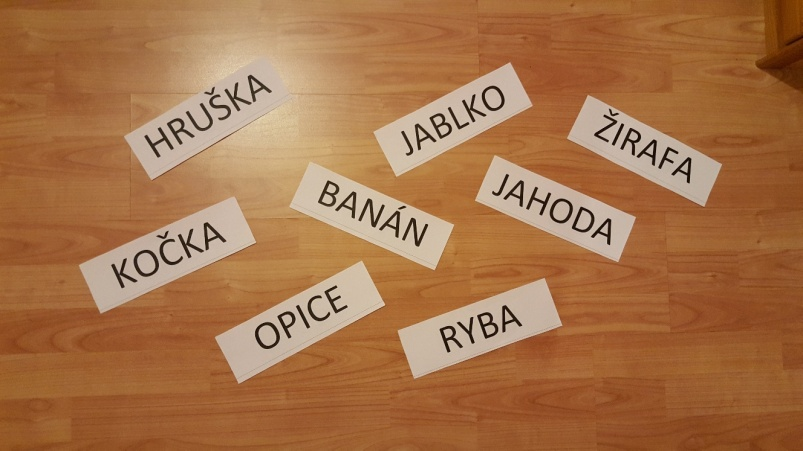 HRUŠKA
JABLKO
ŽIRAFA
BANÁN
JAHODA
KOČKA
OPICE
RYBA